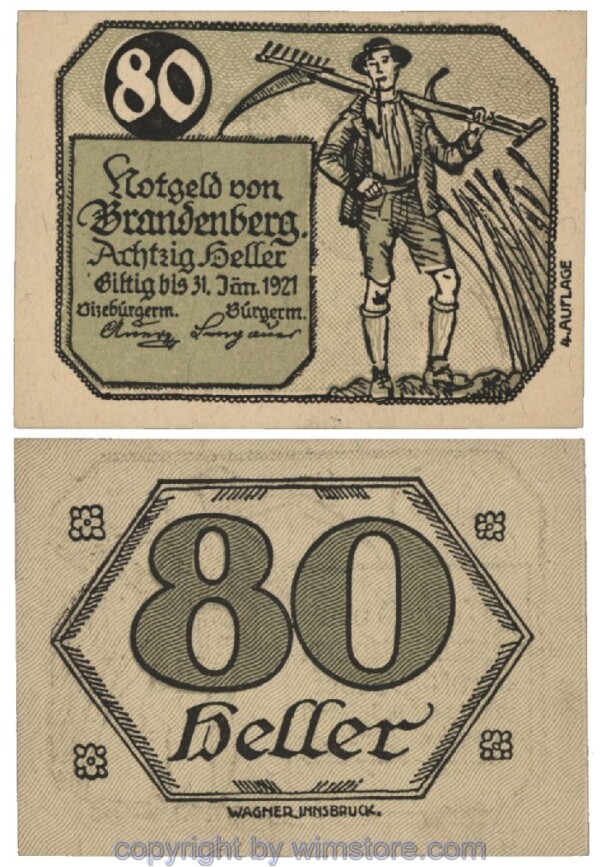 80
Notgeld von
Brandenberg.
Achtzig Heller
Giltig bis 31. Jän. 1921
Vizebürgerm. Bürgerm.
4. AUFLAGE
80
Heller
WAGNER, INNSBRUCK.
copyright by wimstore.com